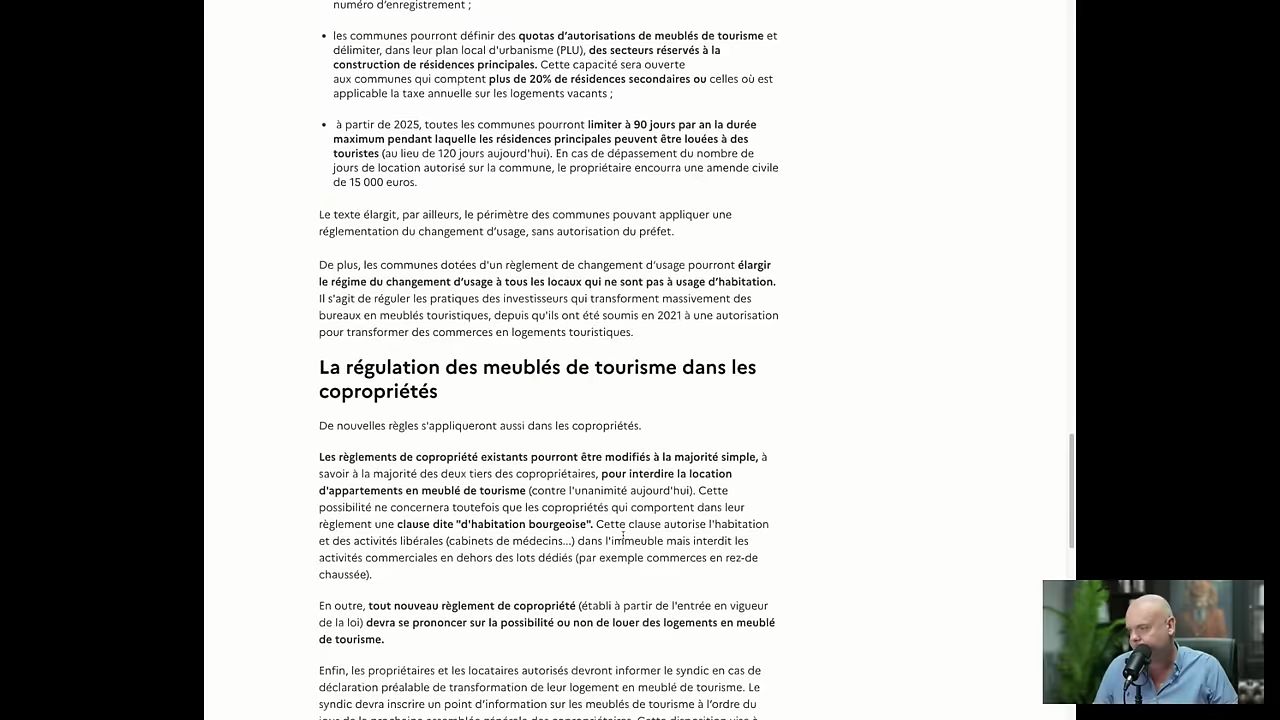 numéro d’enregistrement ;
• les communes pourront définir des quotas d’autorisations de meublés de tourisme et
délimiter, dans leur plan local d'urbanisme (PLU), des secteurs réservés à la
construction de résidences principales. Cette capacité sera ouverte
aux communes qui comptent plus de 20% de résidences secondaires ou celles où est
applicable la taxe annuelle sur les logements vacants ;
• à partir de 2025, toutes les communes pourront limiter à 90 jours par an la durée
maximum pendant laquelle les résidences principales peuvent être louées à des
touristes (au lieu de 120 jours aujourd'hui). En cas de dépassement du nombre de
jours de location autorisé sur la commune, le propriétaire encourra une amende civile
de 15 000 euros.
Le texte élargit, par ailleurs, le périmètre des communes pouvant appliquer une
réglementation du changement d’usage, sans autorisation du préfet.
De plus, les communes dotées d'un règlement de changement d’usage pourront élargir
le régime du changement d’usage à tous les locaux qui ne sont pas à usage d’habitation.
Il s'agit de réguler les pratiques des investisseurs qui transforment massivement des
bureaux en meublés touristiques, depuis qu'ils ont été soumis en 2021 à une autorisation
pour transformer des commerces en logements touristiques.
La régulation des meublés de tourisme dans les
copropriétés
De nouvelles règles s'appliqueront aussi dans les copropriétés.
Les règlements de copropriété existants pourront être modifiés à la majorité simple, à
savoir à la majorité des deux tiers des copropriétaires, pour interdire la location
d'appartements en meublé de tourisme (contre l'unanimité aujourd'hui). Cette
possibilité ne concernera toutefois que les copropriétés qui comportent dans leur
règlement une clause dite "d'habitation bourgeoise". Cette clause autorise l'habitation
et des activités libérales (cabinets de médecins...) dans l'immeuble mais interdit les
activités commerciales en dehors des lots dédiés (par exemple commerces en rez-de
chaussée).
En outre, tout nouveau règlement de copropriété (établi à partir de l'entrée en vigueur
de la loi) devra se prononcer sur la possibilité ou non de louer des logements en meublé
de tourisme.
Enfin, les propriétaires et les locataires autorisés devront informer le syndic en cas de
déclaration préalable de transformation de leur logement en meublé de tourisme. Le
syndic devra inscrire un point d’information sur les meublés de tourisme à l’ordre du
jour de la prochaine assemblée générale des copropriétaires. Cette disposition vise à